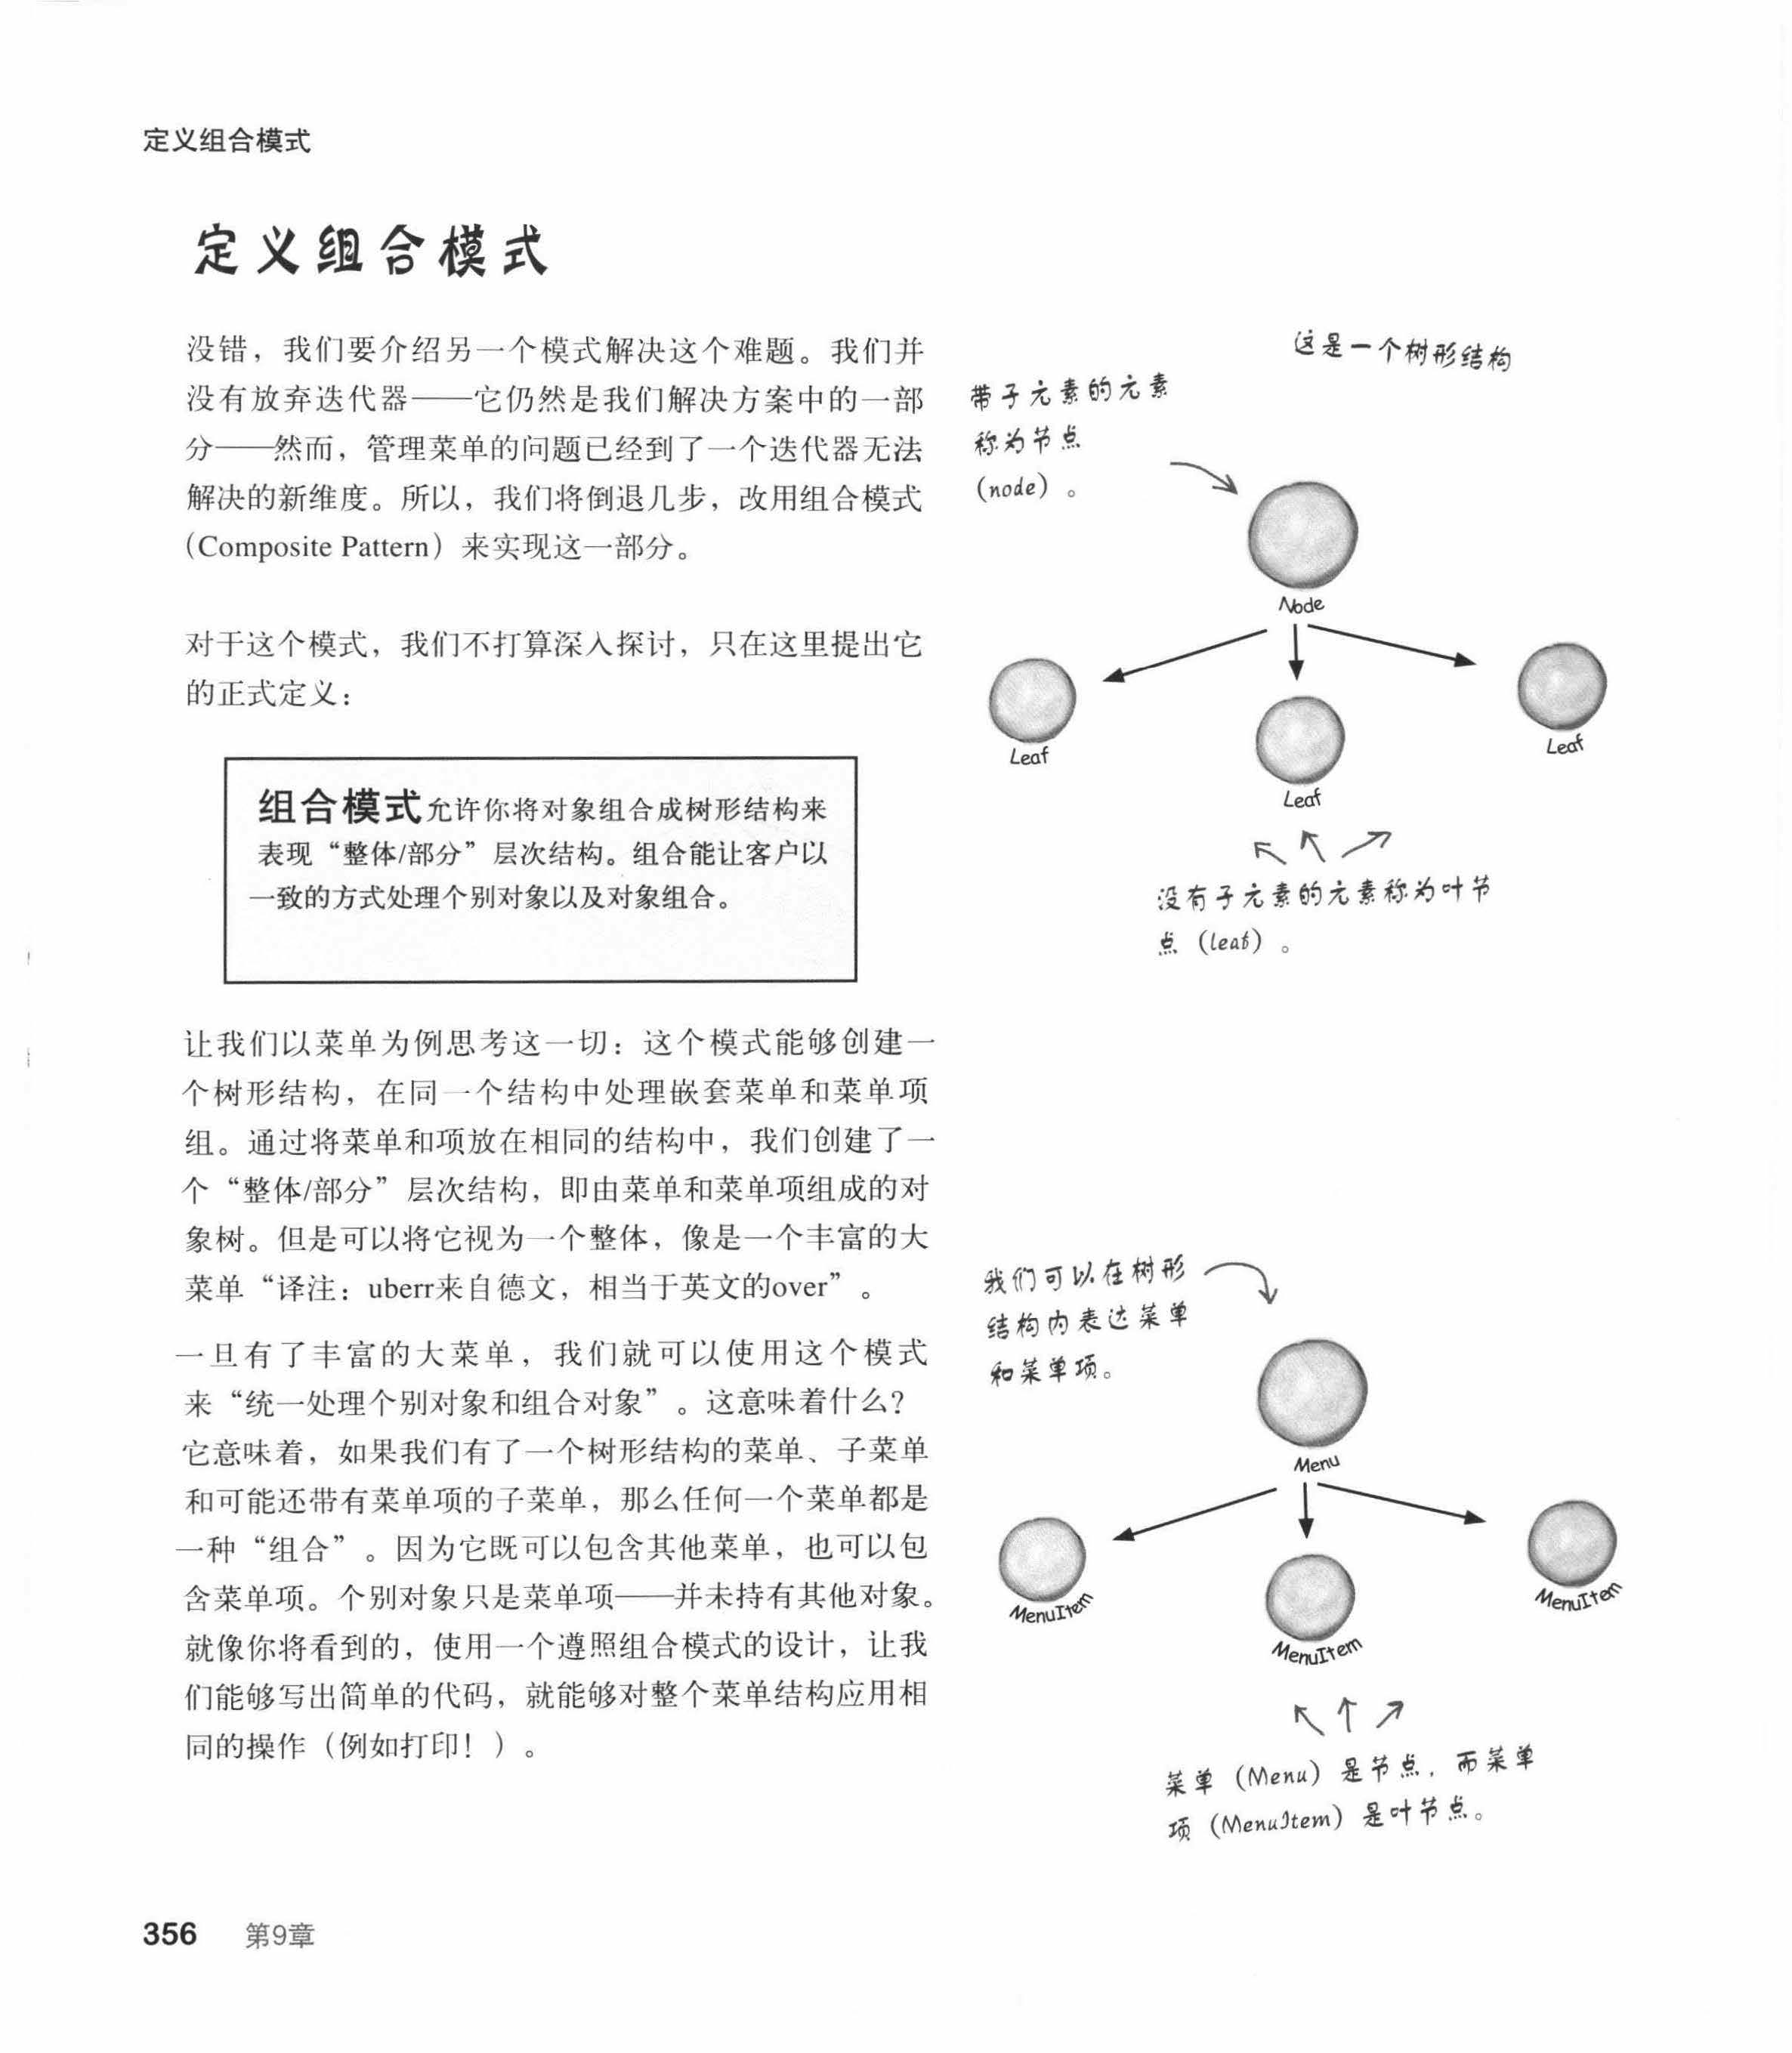 定义组合模式
定义组合模式
没错，我们要介绍另一个模式解决这个难题。我们并
没有放弃迭代器——它仍然是我们解决方案中的一部
分——然而，管理菜单的问题已经到了一个迭代器无法
解决的新维度。所以，我们将倒退几步，改用组合模式
（Composite Pattern）来实现这一部分。
对于这个模式，我们不打算深入探讨，只在这里提出它
的正式定义：
组合模式允许你将对象组合成树形结构来
表现“整体/部分”层次结构。组合能让客户以
一致的方式处理个别对象以及对象组合。
让我们以菜单为例思考这一切：这个模式能够创建一
个树形结构，在同一个结构中处理嵌套菜单和菜单项
组。通过将菜单和项放在相同的结构中，我们创建了一
个“整体/部分”层次结构，即由菜单和菜单项组成的对
象树。但是可以将它视为一个整体，像是一个丰富的大
菜单“译注：uberr来自德文，相当于英文的over”。
一旦有了丰富的大菜单，我们就可以使用这个模式
来“统一处理个别对象和组合对象”。这意味着什么？
它意味着，如果我们有了一个树形结构的菜单、子菜单
和可能还带有菜单项的子菜单，那么任何一个菜单都是
一种“组合”。因为它既可以包含其他菜单，也可以包
含菜单项。个别对象只是菜单项——并未持有其他对象。
就像你将看到的，使用一个遵照组合模式的设计，让我
们能够写出简单的代码，就能够对整个菜单结构应用相
同的操作（例如打印！）。
这是一个树形结构
带子元素的元素
称为节点
（node）。
Node
Leaf
Leaf
Leaf
没有子元素的元素称为叶节
点（leaf）。
我们可以在树形
结构内表达菜单
和菜单项。
Menu
MenuItem
MenuItem
MenuItem
菜单（Menu）是节点，而菜单
项（MenuItem）是叶节点。
356 第9章